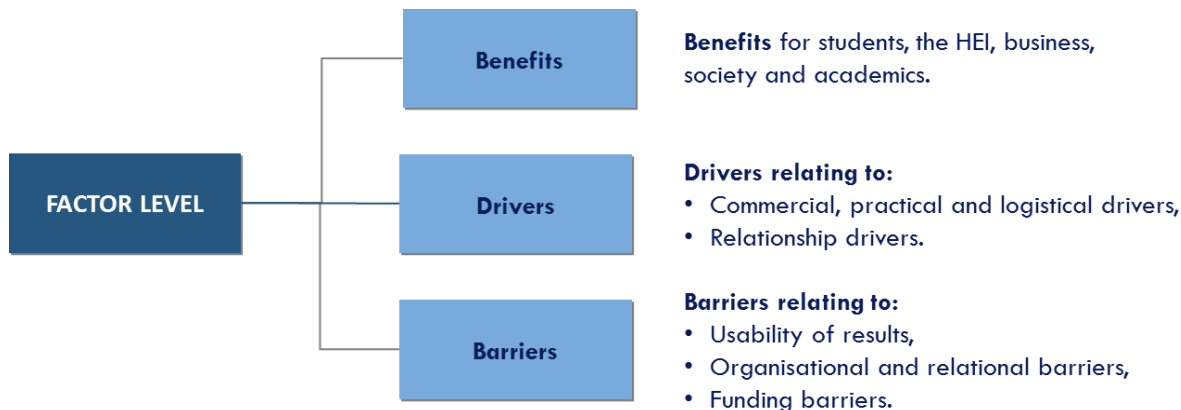 Benefits
Benefits for students, the HEI, business,
society and academics.
FACTOR LEVEL
Drivers
Drivers relating to:
• Commercial, practical and logistical drivers,
• Relationship drivers.
Barriers
Barriers relating to:
• Usability of results,
• Organisational and relational barriers,
• Funding barriers.